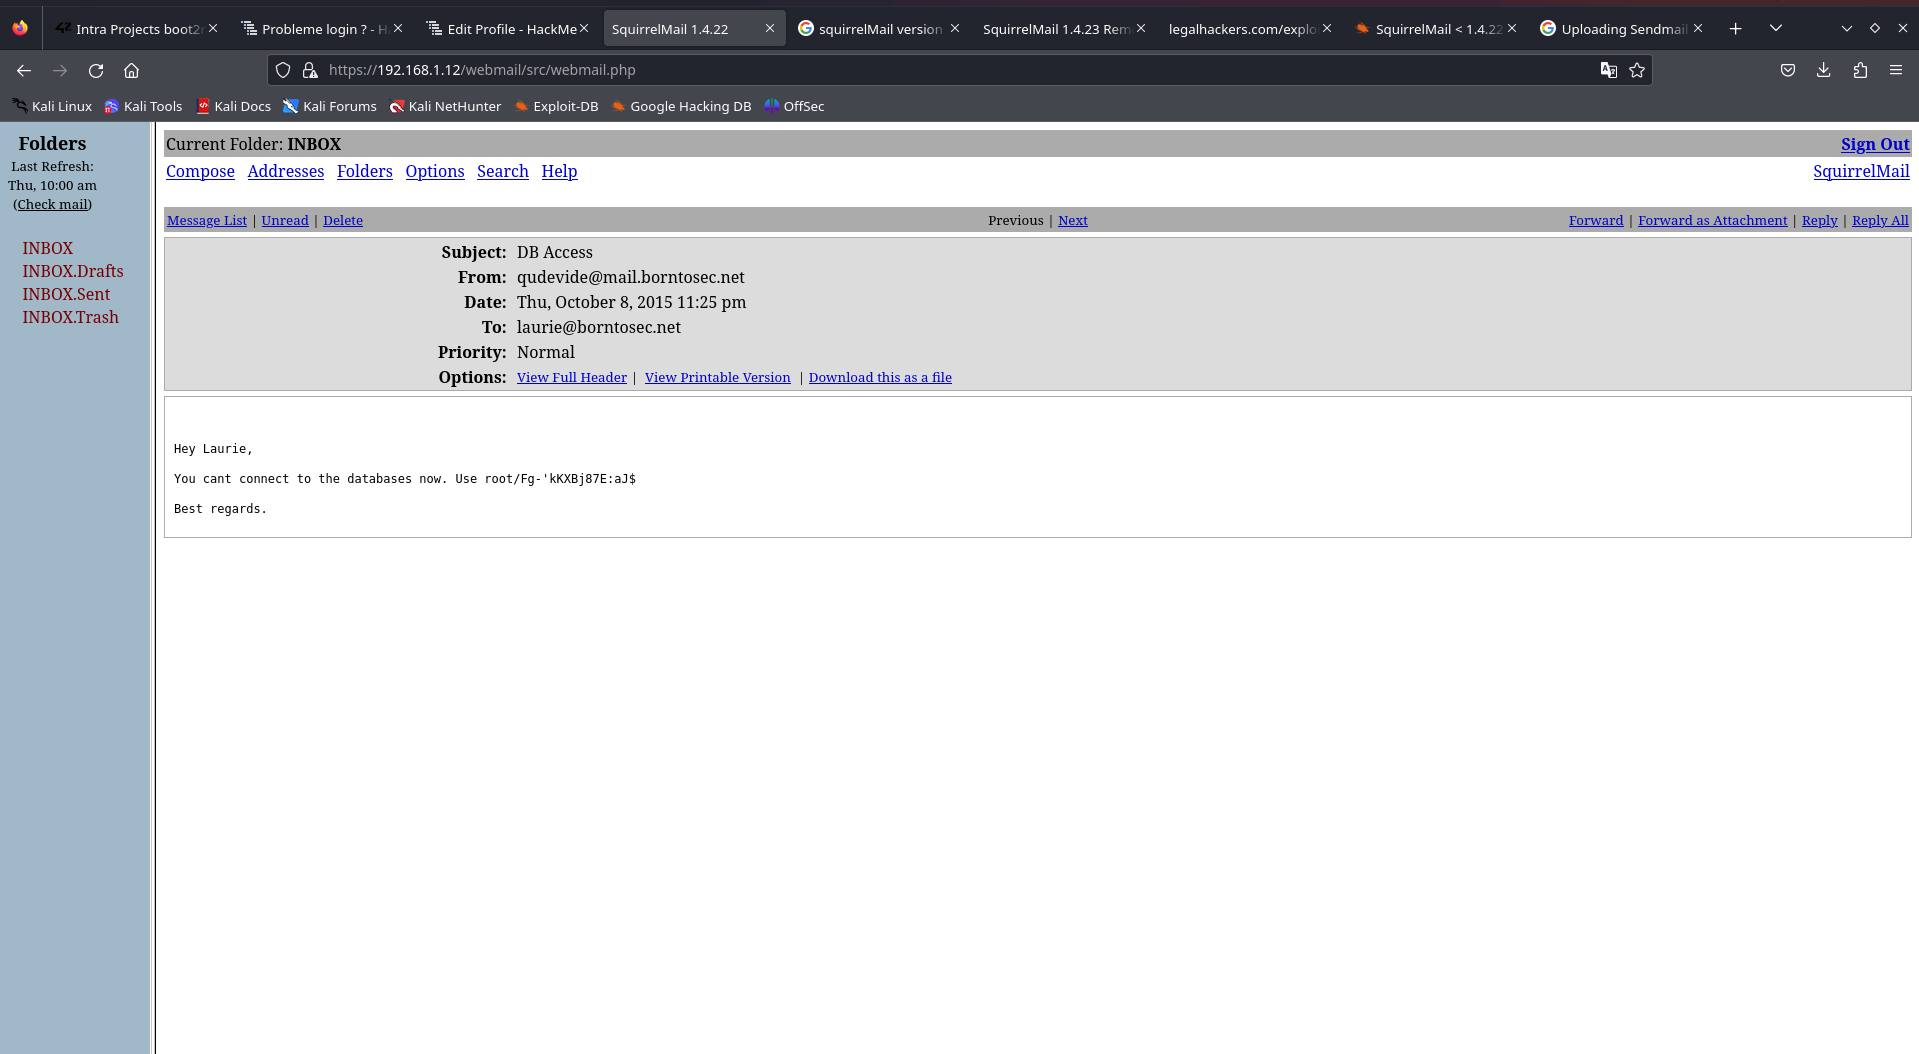 Intra Projects boot2r
Probleme login ? - H
Edit Profile - HackMe
SquirrelMail 1.4.22
squirrelMail version
SquirrelMail 1.4.23 Rem
legalhackers.com/explo
SquirrelMail < 1.4.22
Uploading Sendmail
https://192.168.1.12/webmail/src/webmail.php
Kali Linux
Kali Tools
Kali Docs
Kali Forums
Kali NetHunter
Exploit-DB
Google Hacking DB
OffSec
Folders
Last Refresh:
Thu, 10:00 am
(Check mail)
INBOX
INBOX.Drafts
INBOX.Sent
INBOX.Trash
Current Folder: INBOX
Sign Out
Compose Addresses Folders Options Search Help
SquirrelMail
Message List | Unread | Delete
Previous | Next
Forward | Forward as Attachment | Reply | Reply All
Subject: DB Access
From: qudevide@mail.borntosec.net
Date: Thu, October 8, 2015 11:25 pm
To: laurie@borntosec.net
Priority: Normal
Options: View Full Header | View Printable Version | Download this as a file
Hey Laurie,
You cant connect to the databases now. Use root/Fg-'kKXBj87E:aJ$
Best regards.